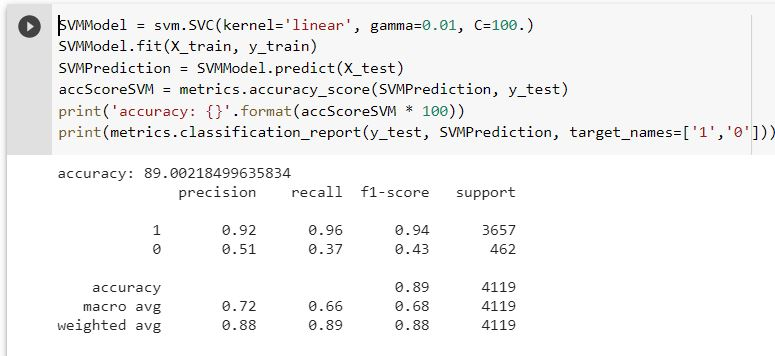 SVMModel = svm.SVC(kernel='linear', gamma=0.01, C=100.)
SVMModel.fit(X_train, y_train)
SVMPrediction = SVMModel.predict(X_test)
accScoreSVM = metrics.accuracy_score(SVMPrediction, y_test)
print('accuracy: {}'.format(accScoreSVM * 100))
print(metrics.classification_report(y_test, SVMPrediction, target_names=['1','0']))
accuracy: 89.00218499635834
precision recall f1-score support
1 0.92 0.96 0.94 3657
0 0.51 0.37 0.43 462
accuracy 0.89 4119
macro avg 0.72 0.66 0.68 4119
weighted avg 0.88 0.89 0.88 4119